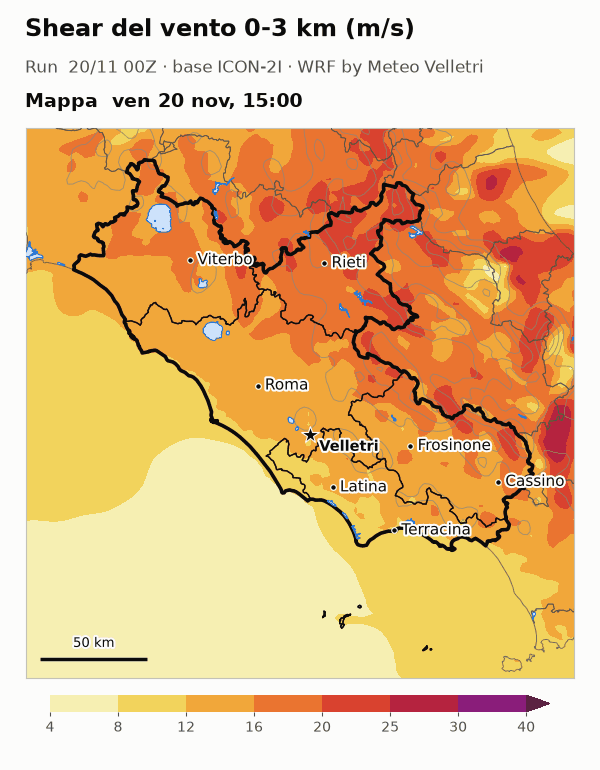 Shear del vento 0-3 km (m/s)
Run  20/11 00Z · base ICON-2I · WRF by Meteo Velletri
Mappa  ven 20 nov, 15:00
Viterbo
Rieti
Roma
Velletri
Frosinone
Latina
Cassino
Terracina
50 km
4 8 12 16 20 25 30 40